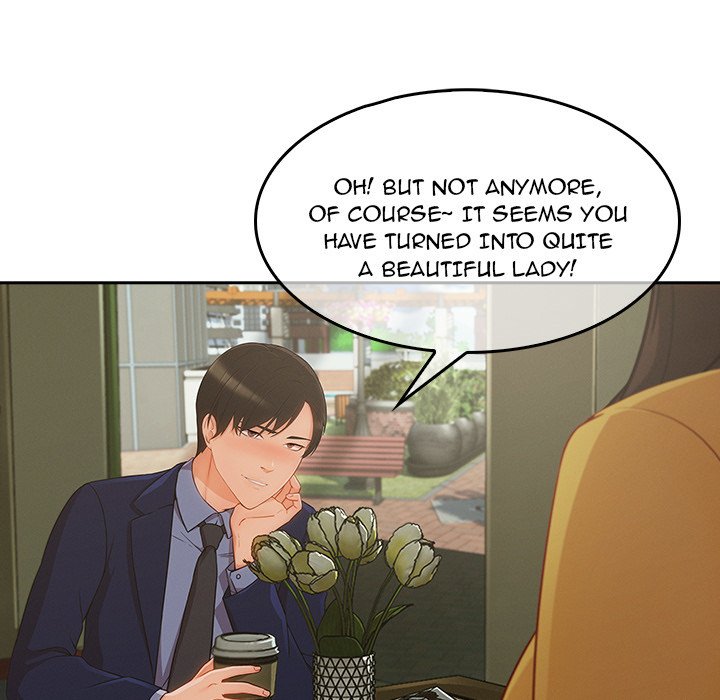 OH! BUT NOT ANYMORE,
OF COURSE~ IT SEEMS YOU
HAVE TURNED INTO QUITE
A BEAUTIFUL LADY!